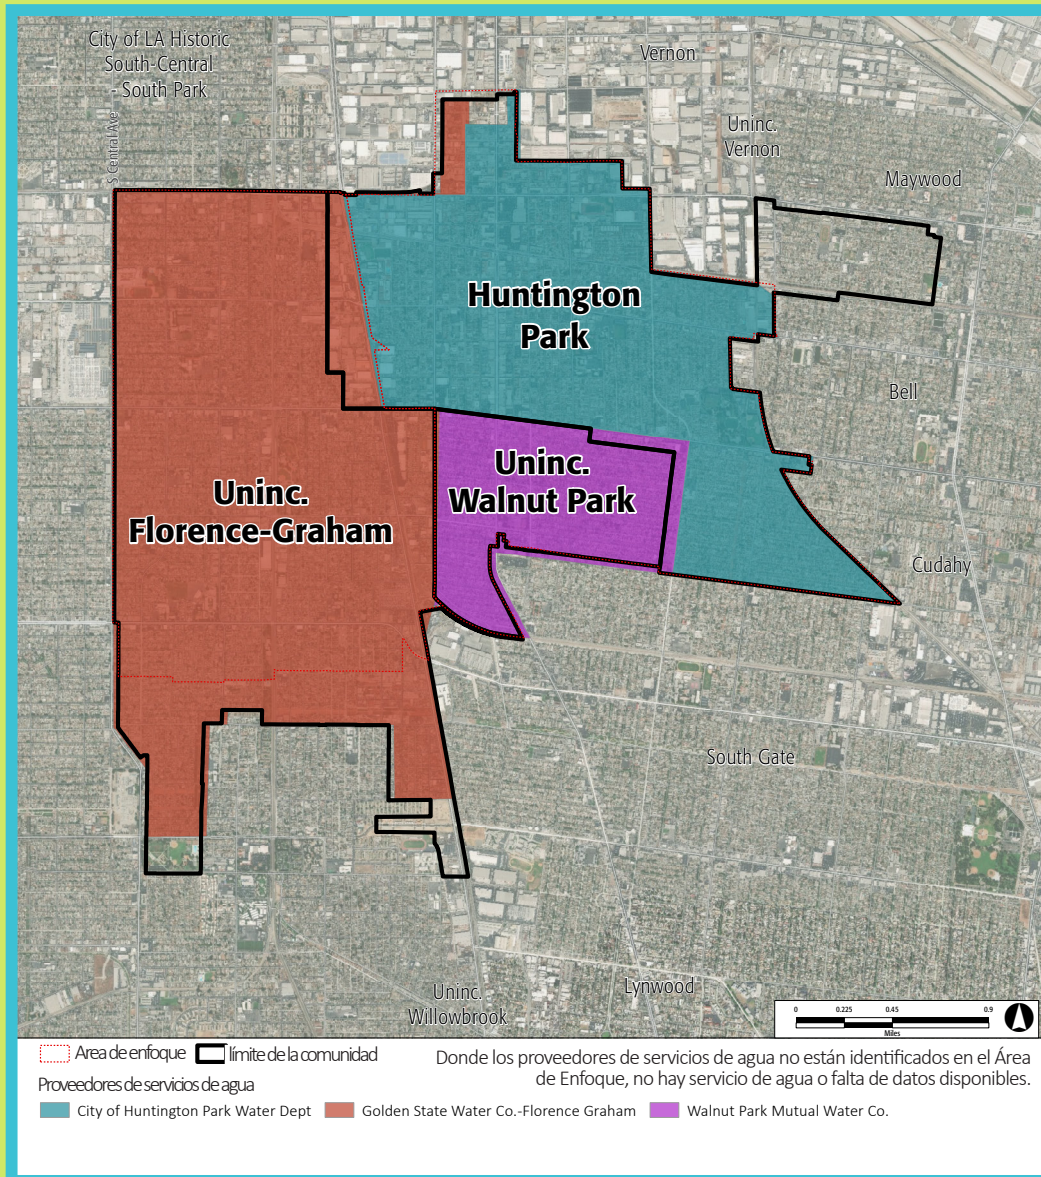 City of LA Historic
South-Central
- South Park
Vernon
S Central Ave
Uninc.
Vernon
Maywood
Huntington
Park
Bell
Uninc.
Walnut Park
Uninc.
Florence-Graham
Cudahy
South Gate
Uninc.
Willowbrook
Lynwood
0 0.225 0.45 0.9
Miles
Area de enfoque límite de la comunidad
Donde los proveedores de servicios de agua no están identificados en el Área
de Enfoque, no hay servicio de agua o falta de datos disponibles.
Proveedores de servicios de agua
City of Huntington Park Water Dept Golden State Water Co.-Florence Graham Walnut Park Mutual Water Co.